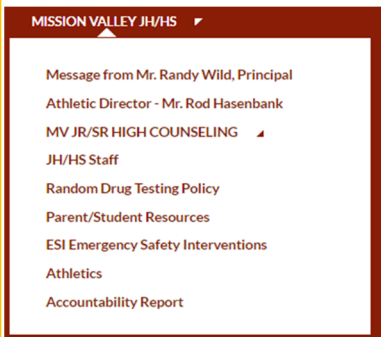 MISSION VALLEY JH/HS
Message from Mr. Randy Wild, Principal
Athletic Director - Mr. Rod Hasenbank
MV JR/SR HIGH COUNSELING
JH/HS Staff
Random Drug Testing Policy
Parent/Student Resources
ESI Emergency Safety Interventions
Athletics
Accountability Report